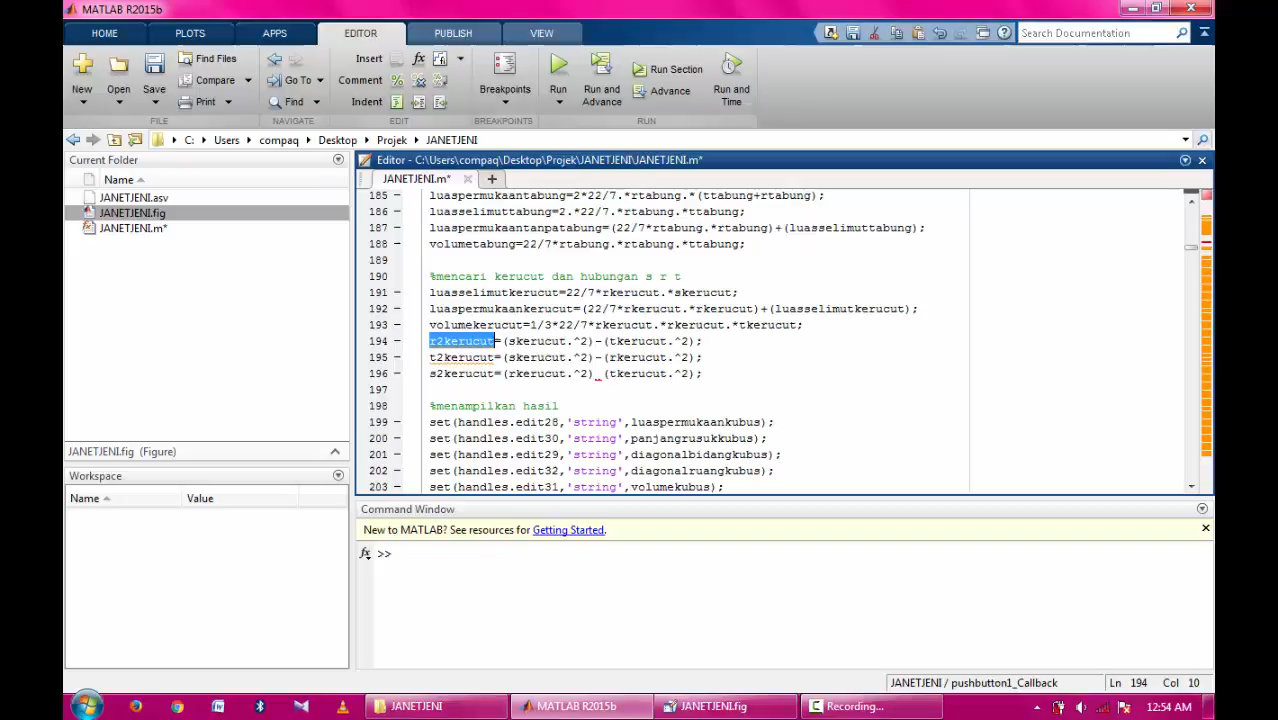 MATLAB R2015b
HOME PLOTS APPS EDITOR PUBLISH VIEW Search Documentation
New Open Save Find Files Compare Print Go To Find Insert Comment Indent Breakpoints Run Run and Advance Run Section Advance Run and Time
FILE NAVIGATE EDIT BREAKPOINTS RUN
C: Users compaq Desktop Projek JANETJENI
Current Folder
Name
JANETJENI.asv
JANETJENI.fig
JANETJENI.m*
JANETJENI.fig (Figure)
Workspace
Name Value
Editor - C:\Users\compaq\Desktop\Projek\JANETJENI\JANETJENI.m*
JANETJENI.m*
185 - luaspermukaantabung=2*22/7.*rtabung.*(ttabung+rtabung);
186 - luasselimuttabung=2.*22/7.*rtabung.*ttabung;
187 - luaspermukaantanpatabung=(22/7*rtabung.*rtabung)+(luasselimuttabung);
188 - volumetabung=22/7*rtabung.*rtabung.*ttabung;
189
190 %mencari kerucut dan hubungan s r t
191 - luasselimutkerucut=22/7*rkerucut.*skerucut;
192 - luaspermukaankerucut=(22/7*rkerucut.*rkerucut)+(luasselimutkerucut);
193 - volumekerucut=1/3*22/7*rkerucut.*rkerucut.*tkerucut;
194 - r2kerucut=(skerucut.^2)-(tkerucut.^2);
195 - t2kerucut=(skerucut.^2)-(rkerucut.^2);
196 - s2kerucut=(rkerucut.^2) (tkerucut.^2);
197
198 %menampilkan hasil
199 - set(handles.edit28,'string',luaspermukaankubus);
200 - set(handles.edit30,'string',panjangrusukkubus);
201 - set(handles.edit29,'string',diagonalbidangkubus);
202 - set(handles.edit32,'string',diagonalruangkubus);
203 - set(handles.edit31,'string',volumekubus);
Command Window
New to MATLAB? See resources for Getting Started.
fx >>
JANETJENI / pushbutton1_Callback Ln 194 Col 10
JANETJENI MATLAB R2015b JANETJENI.fig Recording... 12:54 AM